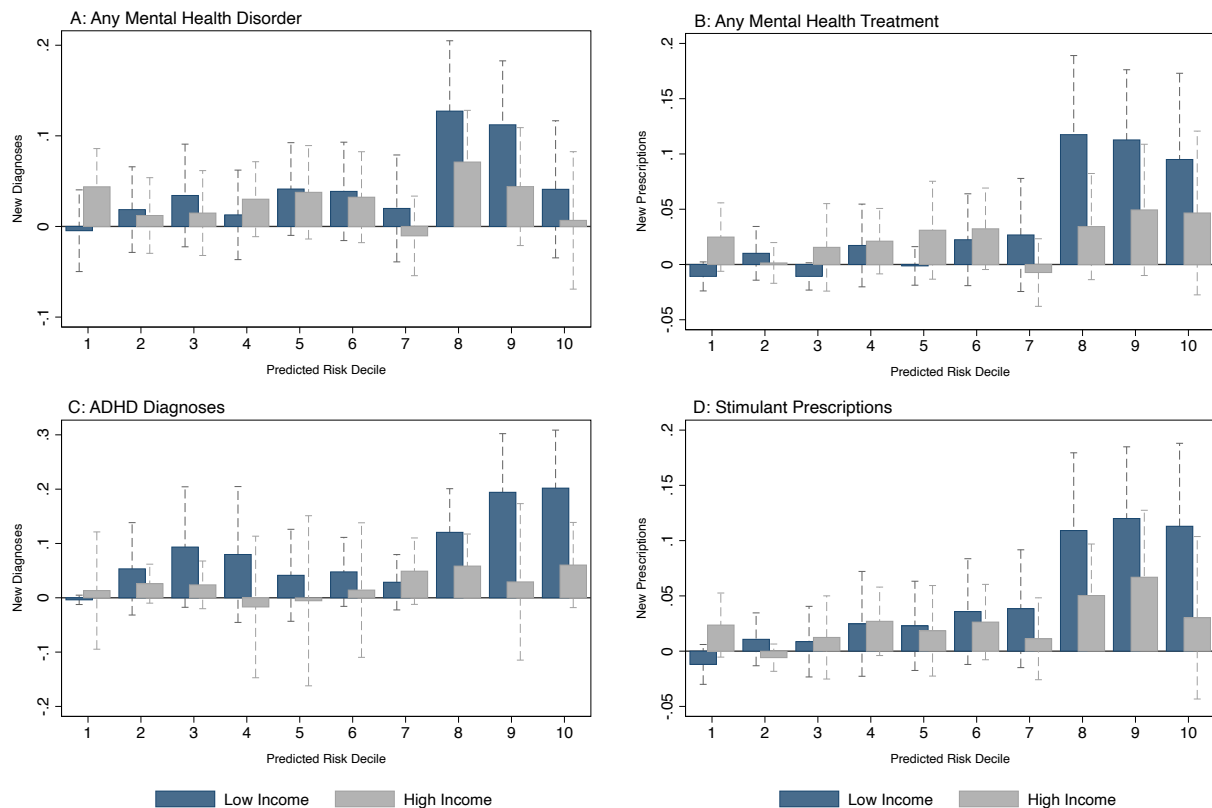 A: Any Mental Health Disorder
New Diagnoses
.2
.1
0
-.1
1 2 3 4 5 6 7 8 9 10
Predicted Risk Decile
B: Any Mental Health Treatment
New Prescriptions
.2
.15
.1
.05
0
-.05
1 2 3 4 5 6 7 8 9 10
Predicted Risk Decile
C: ADHD Diagnoses
New Diagnoses
.3
.2
.1
0
-.1
-.2
1 2 3 4 5 6 7 8 9 10
Predicted Risk Decile
D: Stimulant Prescriptions
New Prescriptions
.2
.15
.1
.05
0
-.05
1 2 3 4 5 6 7 8 9 10
Predicted Risk Decile
Low Income High Income
Low Income High Income